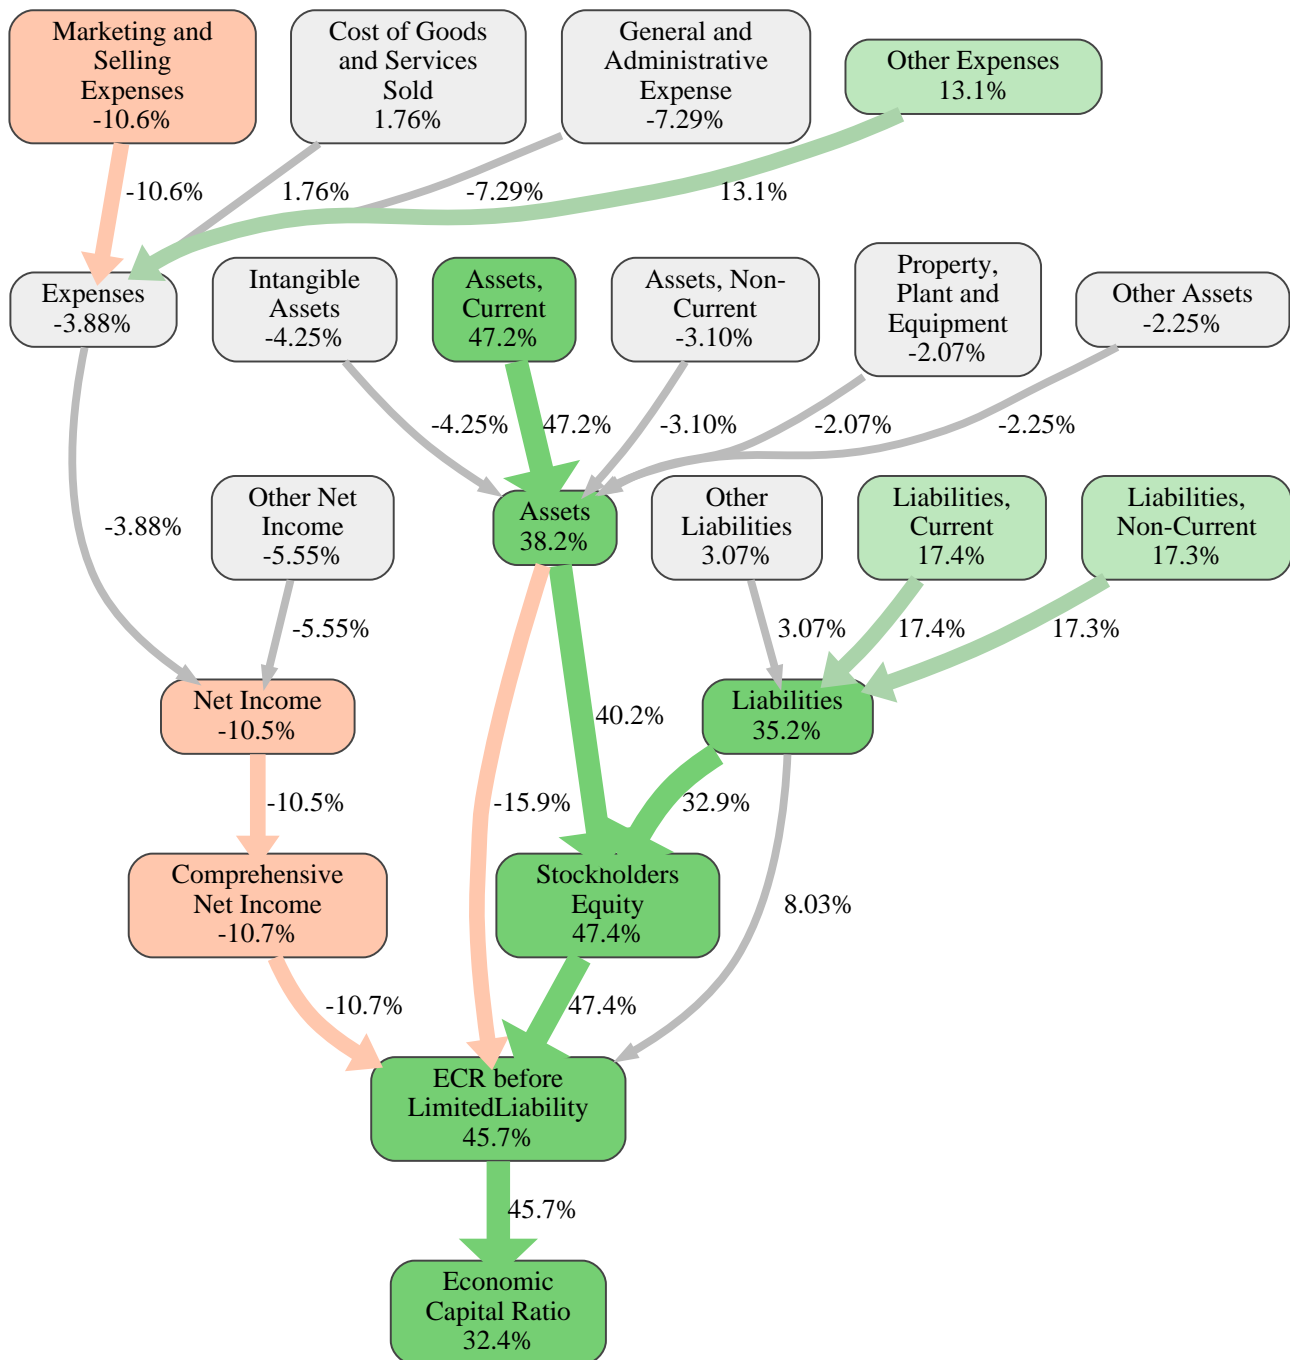 Marketing and
Selling
Expenses
-10.6%
Cost of Goods
and Services
Sold
1.76%
General and
Administrative
Expense
-7.29%
Other Expenses
13.1%
-10.6%
1.76%
-7.29%
13.1%
Expenses
-3.88%
Intangible
Assets
-4.25%
Assets,
Current
47.2%
Assets, Non-
Current
-3.10%
Property,
Plant and
Equipment
-2.07%
Other Assets
-2.25%
-4.25%
47.2%
-3.10%
-2.07%
-2.25%
-3.88%
Other Net
Income
-5.55%
Assets
38.2%
Other
Liabilities
3.07%
Liabilities,
Current
17.4%
Liabilities,
Non-Current
17.3%
-5.55%
3.07%
17.4%
17.3%
Net Income
-10.5%
40.2%
Liabilities
35.2%
-10.5%
-15.9%
32.9%
Comprehensive
Net Income
-10.7%
Stockholders
Equity
47.4%
8.03%
-10.7%
47.4%
ECR before
LimitedLiability
45.7%
45.7%
Economic
Capital Ratio
32.4%